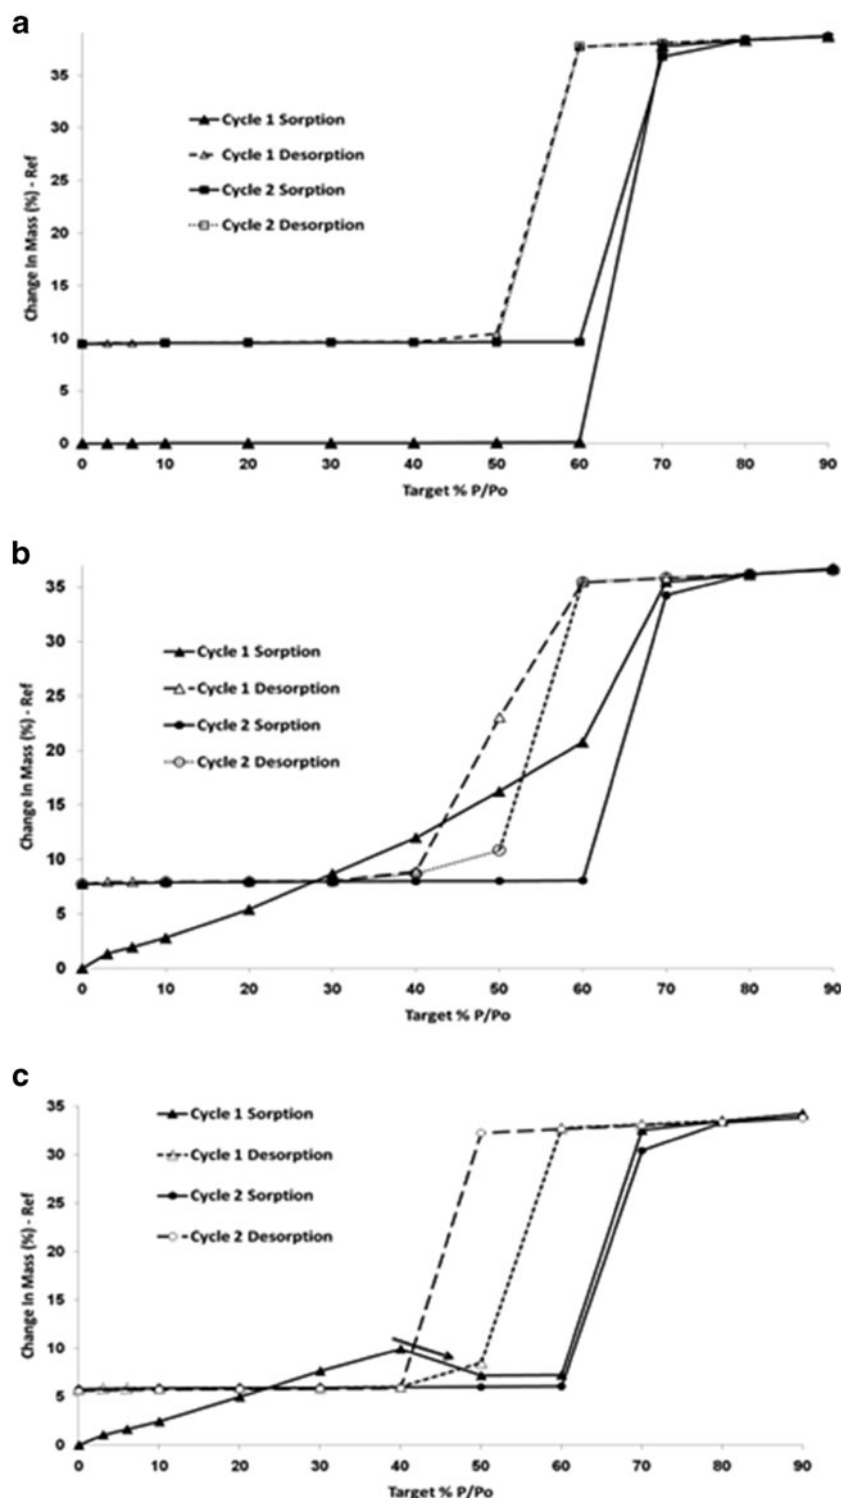 a
35
30
25
20
15
10
5
0
Change In Mass (%) - Ref
Cycle 1 Sorption
Cycle 1 Desorption
Cycle 2 Sorption
Cycle 2 Desorption
0 10 20 30 40 50 60 70 80 90
Target % P/Po
b
35
30
25
20
15
10
5
0
Change In Mass (%) - Ref
Cycle 1 Sorption
Cycle 1 Desorption
Cycle 2 Sorption
Cycle 2 Desorption
0 10 20 30 40 50 60 70 80 90
Target % P/Po
c
35
30
25
20
15
10
5
0
Change In Mass (%) - Ref
Cycle 1 Sorption
Cycle 1 Desorption
Cycle 2 Sorption
Cycle 2 Desorption
0 10 20 30 40 50 60 70 80 90
Target % P/Po